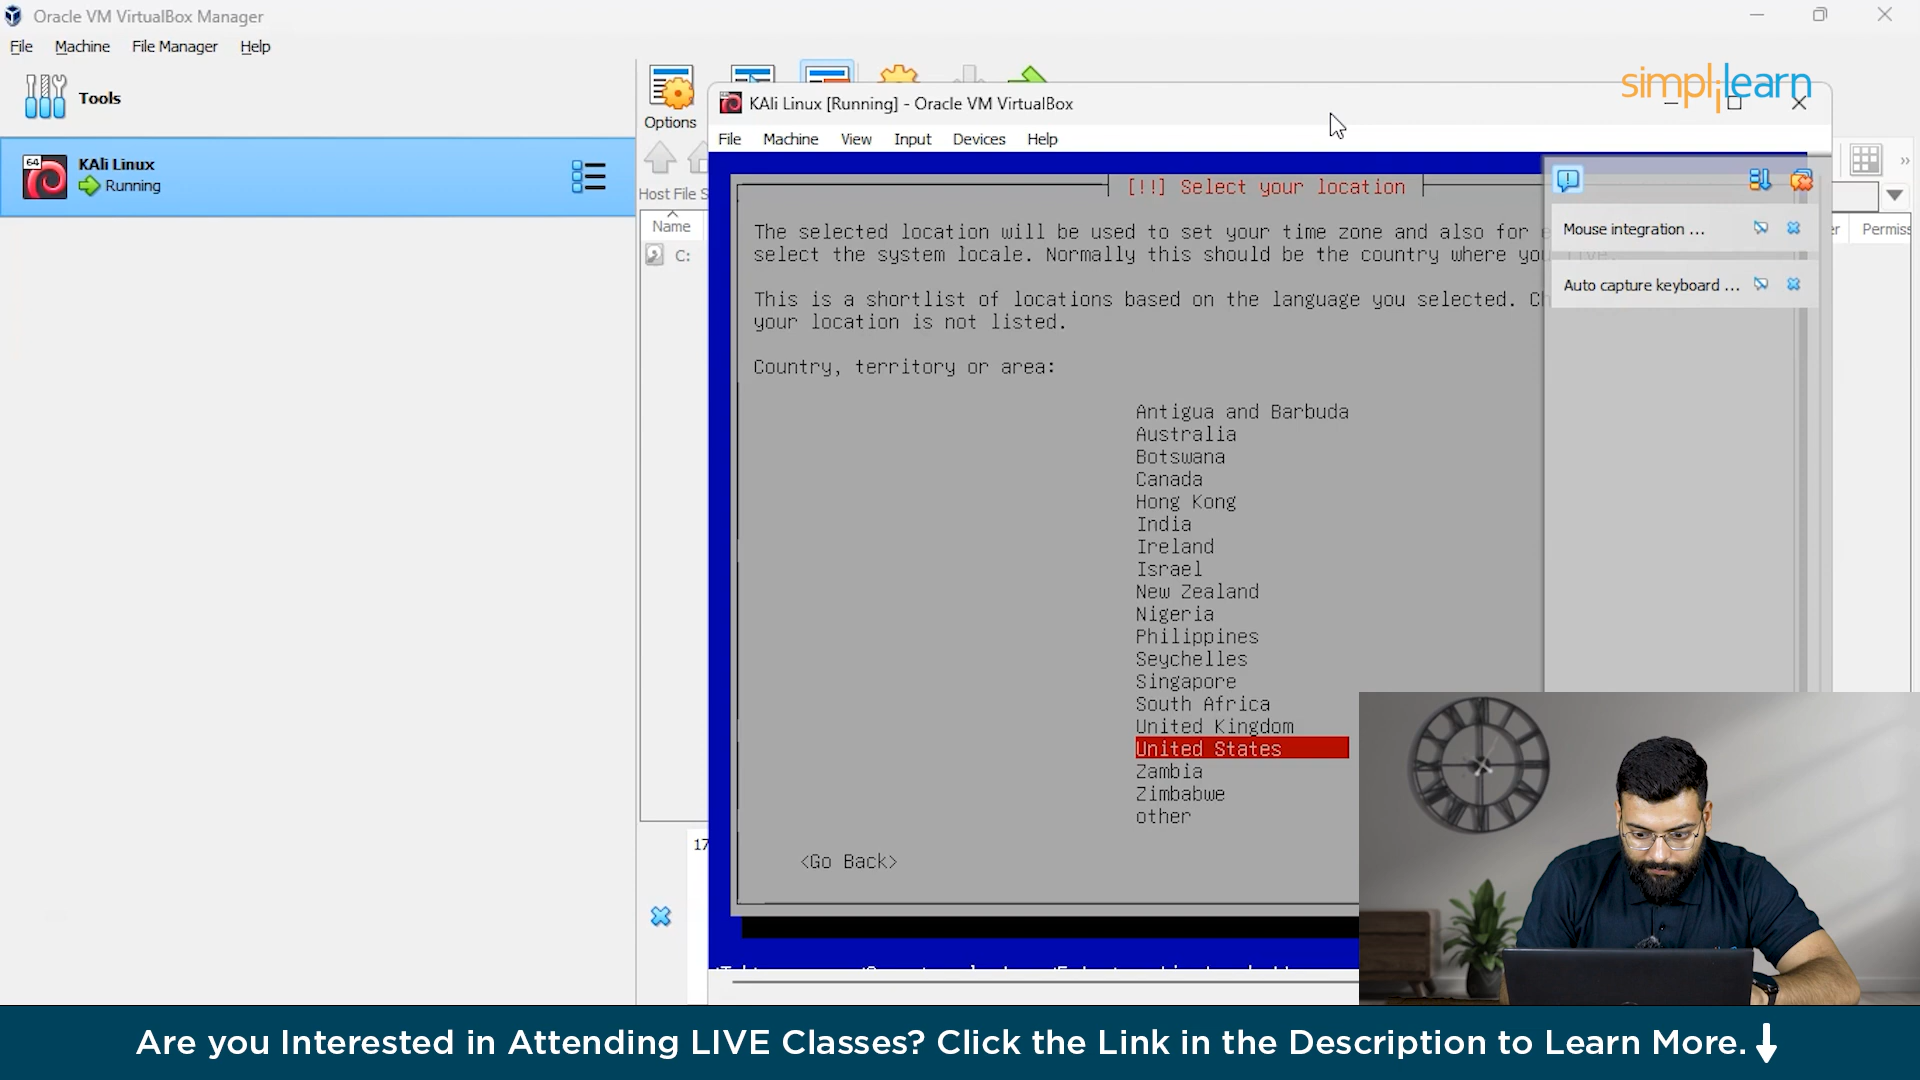 Oracle VM VirtualBox Manager
File Machine File Manager Help
Tools
64
KAli Linux
Running
Options
Host File S
Name
C:
Permiss
17
simplilearn
KAli Linux [Running] - Oracle VM VirtualBox
File Machine View Input Devices Help
[!!] Select your location
The selected location will be used to set your time zone and also for e
select the system locale. Normally this should be the country where you live.
This is a shortlist of locations based on the language you selected. Ch
your location is not listed.
Country, territory or area:
Antigua and Barbuda
Australia
Botswana
Canada
Hong Kong
India
Ireland
Israel
New Zealand
Nigeria
Philippines
Seychelles
Singapore
South Africa
United Kingdom
United States
Zambia
Zimbabwe
other
<Go Back>
Mouse integration ...
Auto capture keyboard ...
Are you Interested in Attending LIVE Classes? Click the Link in the Description to Learn More.